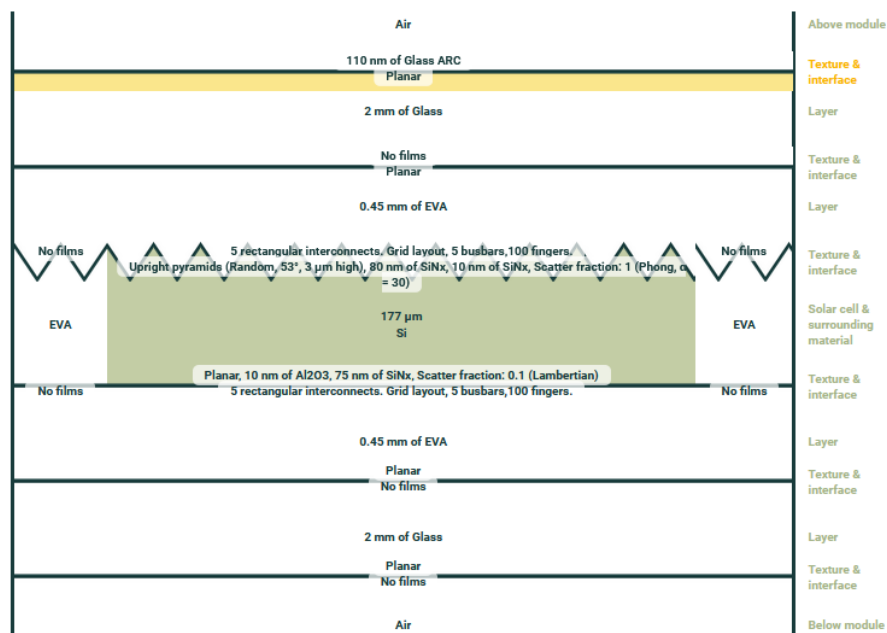 Air
Above module
110 nm of Glass ARC
Planar
Texture &
interface
2 mm of Glass
Layer
No films
Planar
Texture &
interface
0.45 mm of EVA
Layer
No films
5 rectangular interconnects. Grid layout, 5 busbars,100 fingers.
No films
Upright pyramids (Random, 53°, 3 µm high), 80 nm of SiNx, 10 nm of SiNx, Scatter fraction: 1 (Phong, α
= 30)
Texture &
interface
EVA
177 µm
Si
EVA
Solar cell &
surrounding
material
Planar, 10 nm of Al2O3, 75 nm of SiNx, Scatter fraction: 0.1 (Lambertian)
No films
5 rectangular interconnects. Grid layout, 5 busbars,100 fingers.
No films
Texture &
interface
0.45 mm of EVA
Layer
Planar
No films
Texture &
interface
2 mm of Glass
Layer
Planar
No films
Texture &
interface
Air
Below module